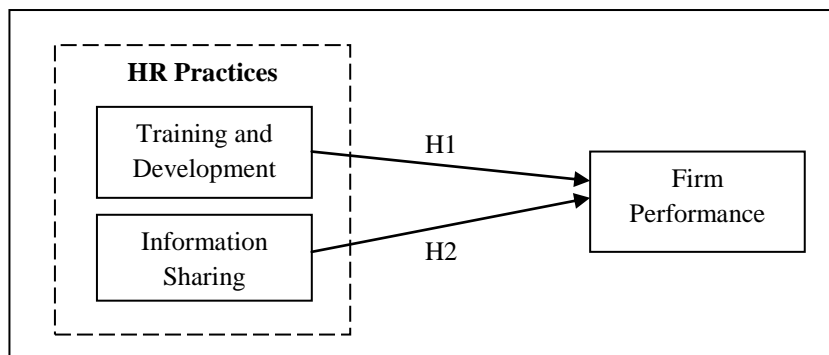 HR Practices
Training and
Development
H1
Firm
Performance
Information
Sharing
H2